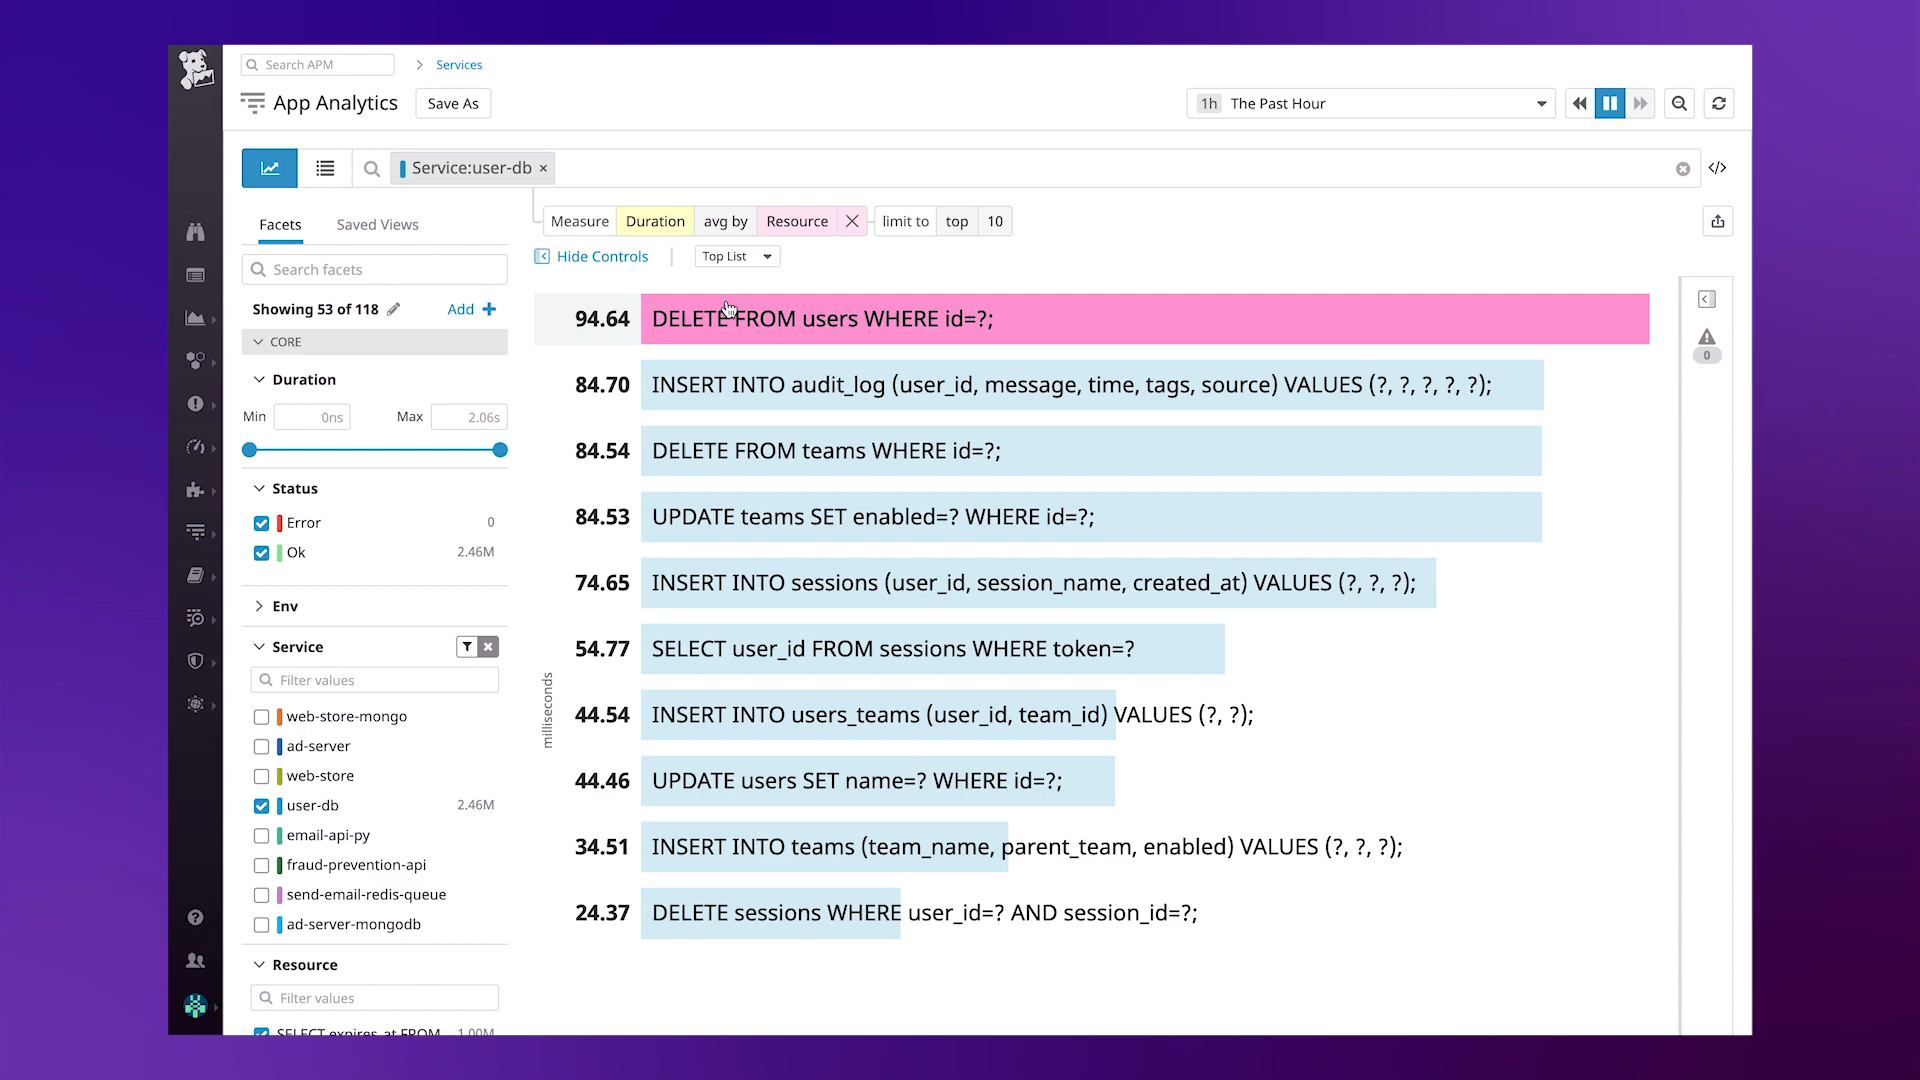 Search APM > Services
App Analytics Save As
1h The Past Hour
Service:user-db ×
Measure Duration avg by Resource limit to top 10
Hide Controls Top List
Facets Saved Views
Search facets
Showing 53 of 118 Add +
CORE
Duration
Min 0ns Max 2.06s
Status
Error 0
Ok 2.46M
Env
Service
Filter values
web-store-mongo
ad-server
web-store
user-db 2.46M
email-api-py
fraud-prevention-api
send-email-redis-queue
ad-server-mongodb
Resource
Filter values
SELECT expires_at FROM 1.00M
milliseconds
94.64 DELETE FROM users WHERE id=?;
84.70 INSERT INTO audit_log (user_id, message, time, tags, source) VALUES (?, ?, ?, ?, ?);
84.54 DELETE FROM teams WHERE id=?;
84.53 UPDATE teams SET enabled=? WHERE id=?;
74.65 INSERT INTO sessions (user_id, session_name, created_at) VALUES (?, ?, ?);
54.77 SELECT user_id FROM sessions WHERE token=?
44.54 INSERT INTO users_teams (user_id, team_id) VALUES (?, ?);
44.46 UPDATE users SET name=? WHERE id=?;
34.51 INSERT INTO teams (team_name, parent_team, enabled) VALUES (?, ?, ?);
24.37 DELETE sessions WHERE user_id=? AND session_id=?;
0